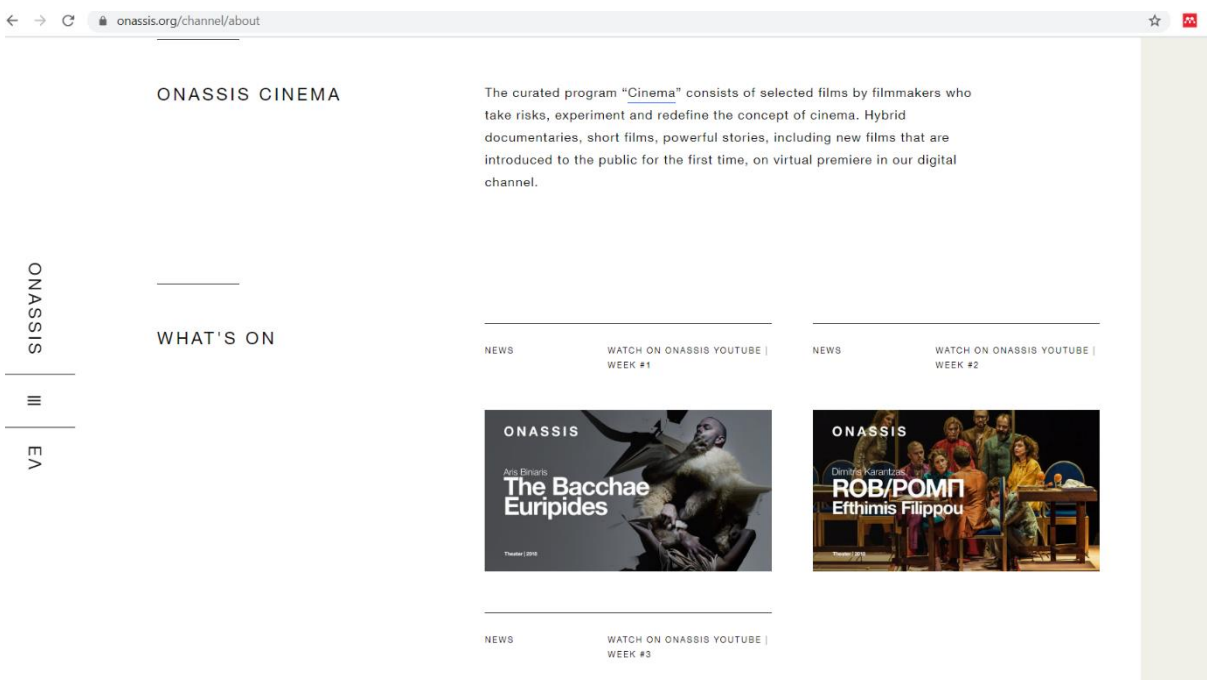 onassis.org/channel/about
ONASSIS CINEMA
The curated program “Cinema” consists of selected films by filmmakers who
take risks, experiment and redefine the concept of cinema. Hybrid
documentaries, short films, powerful stories, including new films that are
introduced to the public for the first time, on virtual premiere in our digital
channel.
ONASSIS
ΕΛ
WHAT'S ON
NEWS
WATCH ON ONASSIS YOUTUBE |
WEEK #1
NEWS
WATCH ON ONASSIS YOUTUBE |
WEEK #2
ONASSIS
Aris Biniaris
The Bacchae
Euripides
Theater |
ONASSIS
Dimitris Karantzas
ROB/ΡΟΜΠ
Efthimis Filippou
Theater |
NEWS
WATCH ON ONASSIS YOUTUBE |
WEEK #3